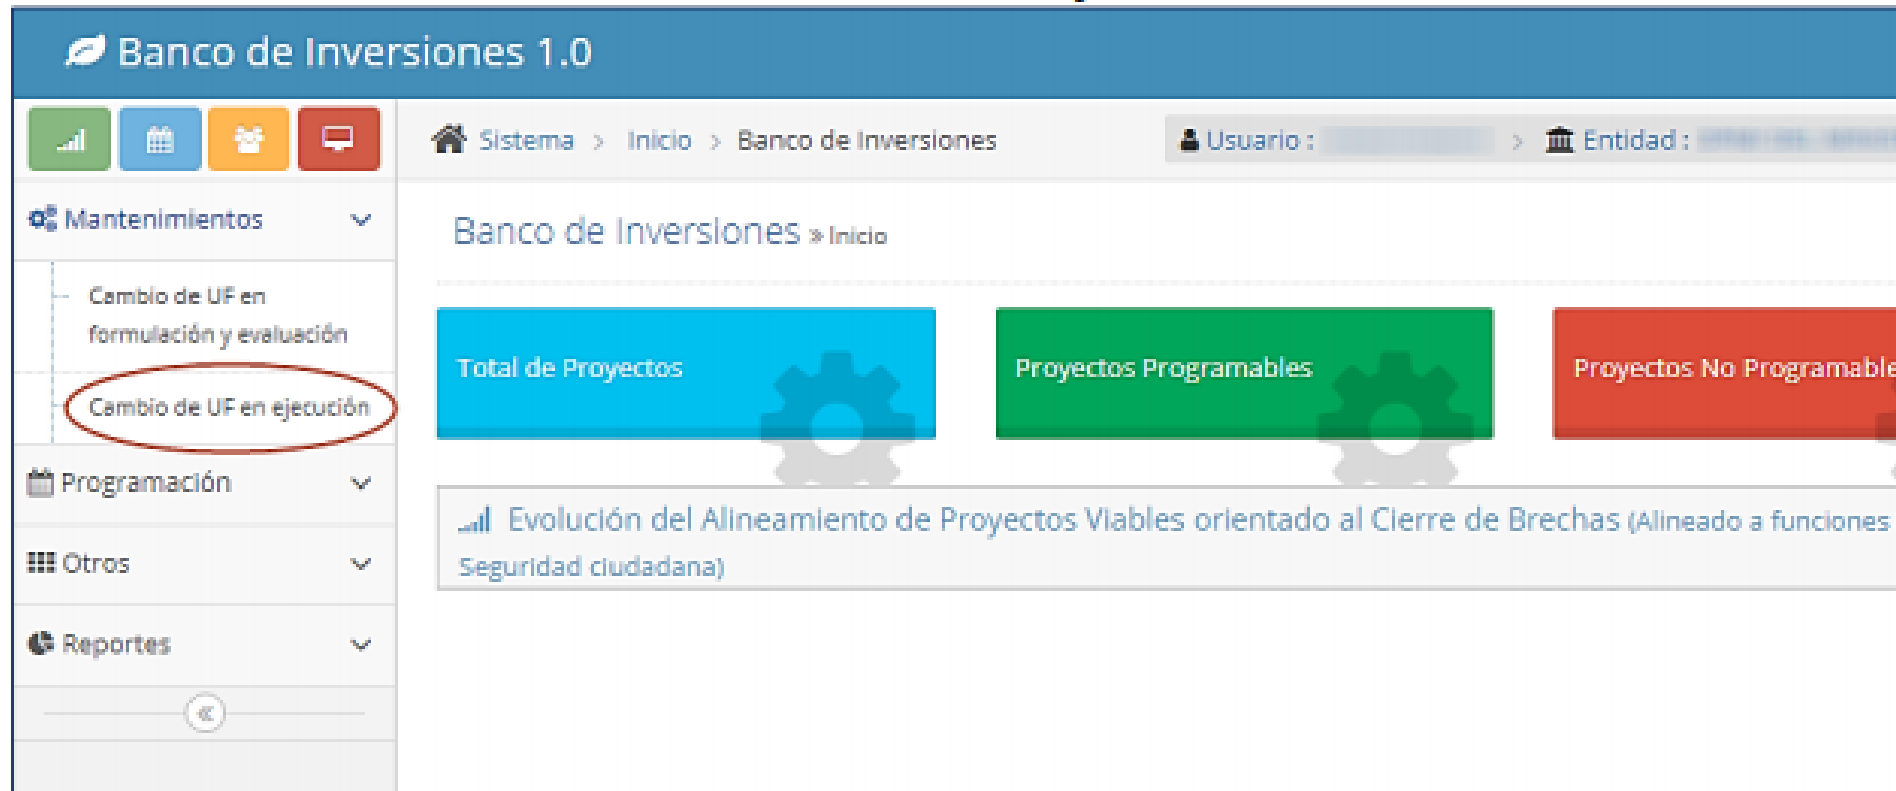 Banco de Inversiones 1.0
Sistema > Inicio > Banco de Inversiones
Usuario : > Entidad :
Mantenimientos
Cambio de UF en
formulación y evaluación
Cambio de UF en ejecución
Programación
Otros
Reportes
Banco de Inversiones » Inicio
Total de Proyectos
Proyectos Programables
Proyectos No Programable
Evolución del Alineamiento de Proyectos Viables orientado al Cierre de Brechas (Alineado a funciones
Seguridad ciudadana)